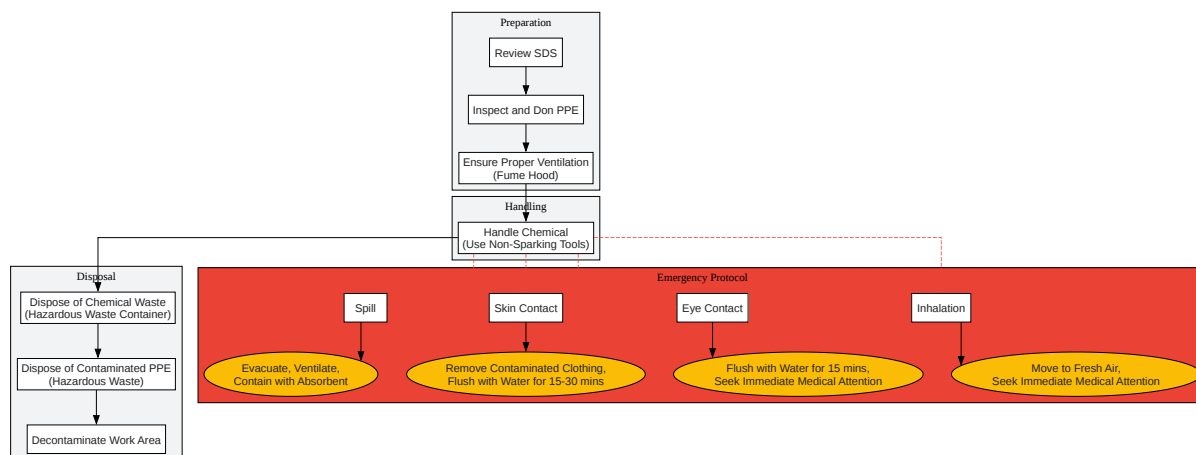 Preparation
Review SDS
Inspect and Don PPE
Ensure Proper Ventilation
(Fume Hood)
Handling
Handle Chemical
(Use Non-Sparking Tools)
Disposal
Dispose of Chemical Waste
(Hazardous Waste Container)
Dispose of Contaminated PPE
(Hazardous Waste)
Decontaminate Work Area
Emergency Protocol
Spill
Skin Contact
Eye Contact
Inhalation
Evacuate, Ventilate,
Contain with Absorbent
Remove Contaminated Clothing,
Flush with Water for 15-30 mins
Flush with Water for 15 mins,
Seek Immediate Medical Attention
Move to Fresh Air,
Seek Immediate Medical Attention